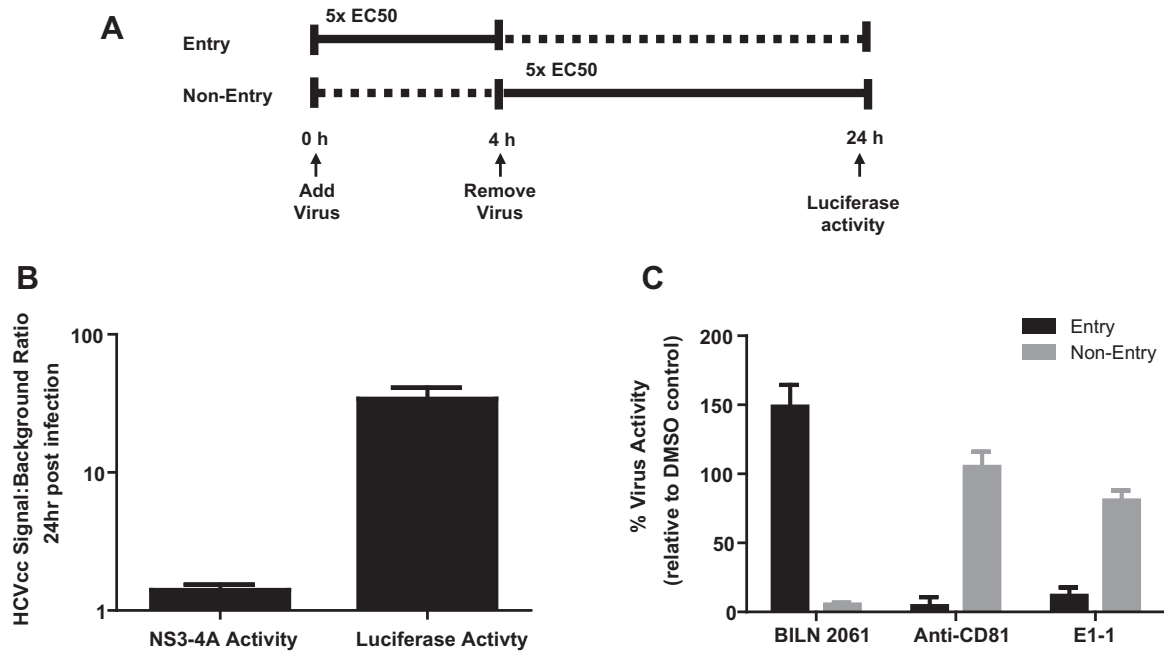 A
5x EC50
Entry
5x EC50
Non-Entry
0 h
4 h
24 h
Add
Virus
Remove
Virus
Luciferase
activity
B
HCVcc Signal:Background Ratio
24hr post infection
100
10
1
NS3-4A Activity
Luciferase Activty
C
Entry
Non-Entry
% Virus Activity
(relative to DMSO control)
200
150
100
50
0
BILN 2061
Anti-CD81
E1-1